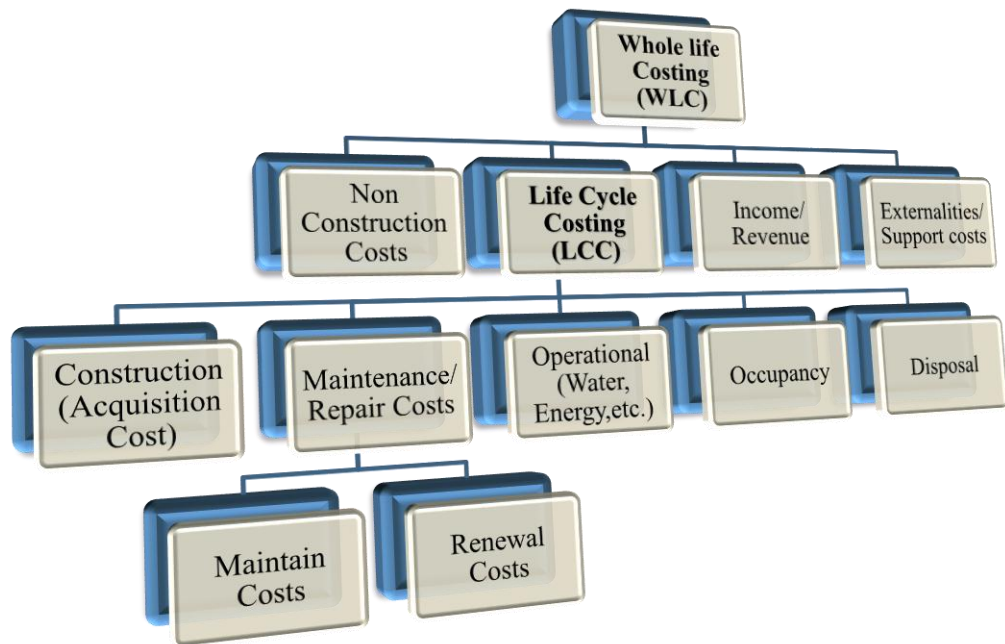 Whole life
Costing
(WLC)
Non
Construction
Costs
Life Cycle
Costing
(LCC)
Income/
Revenue
Externalities/
Support costs
Construction
(Acquisition
Cost)
Maintenance/
Repair Costs
Operational
(Water,
Energy,etc.)
Occupancy
Disposal
Maintain
Costs
Renewal
Costs